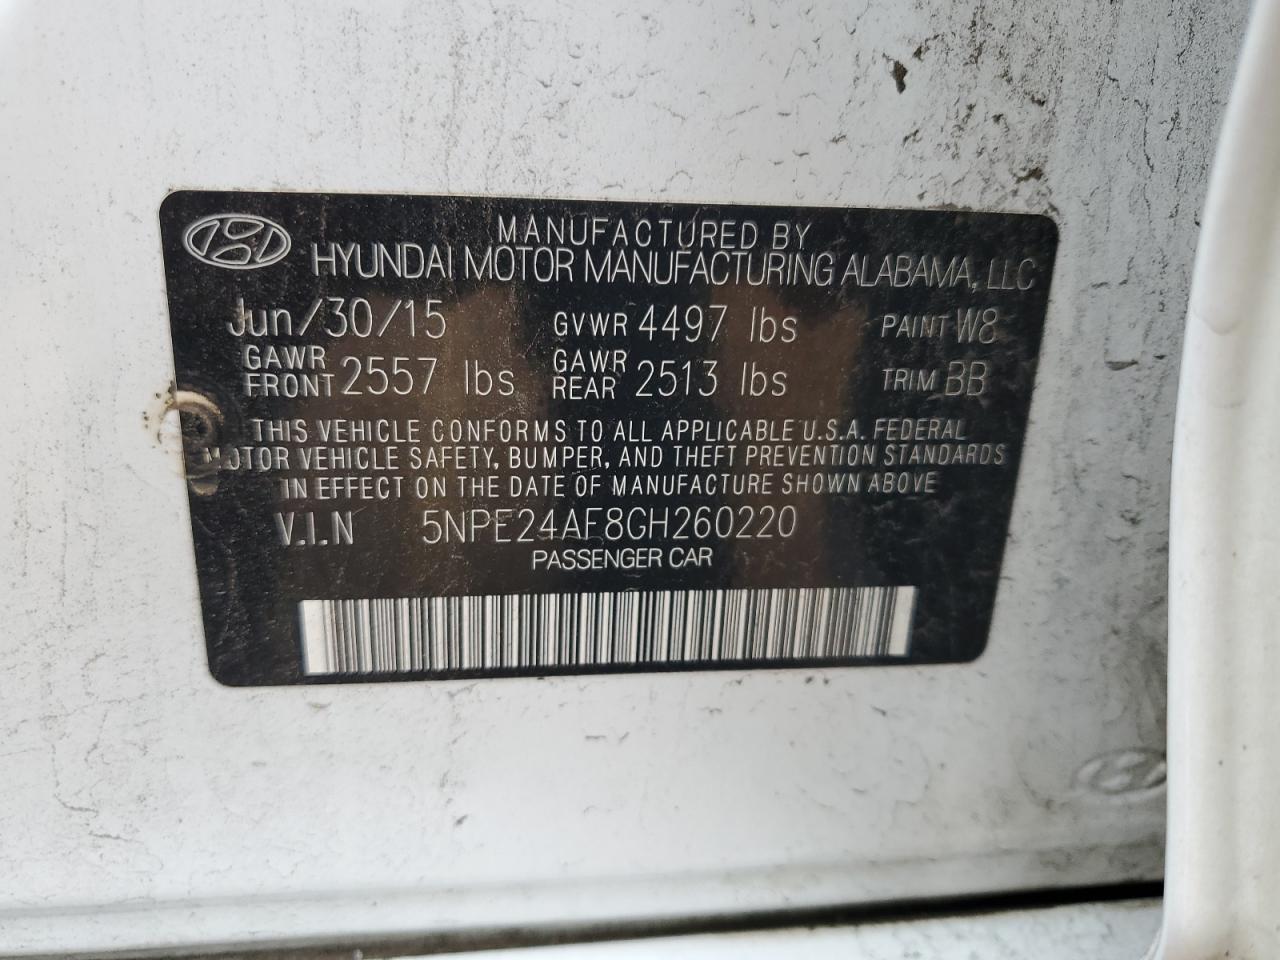 MANUFACTURED BY
HYUNDAI MOTOR MANUFACTURING ALABAMA, LLC
Jun/30/15 GVWR 4497 lbs PAINT W8
GAWR FRONT 2557 lbs GAWR REAR 2513 lbs TRIM BB
THIS VEHICLE CONFORMS TO ALL APPLICABLE U.S.A. FEDERAL
MOTOR VEHICLE SAFETY, BUMPER, AND THEFT PREVENTION STANDARDS
IN EFFECT ON THE DATE OF MANUFACTURE SHOWN ABOVE
V.I.N 5NPE24AF8GH260220
PASSENGER CAR